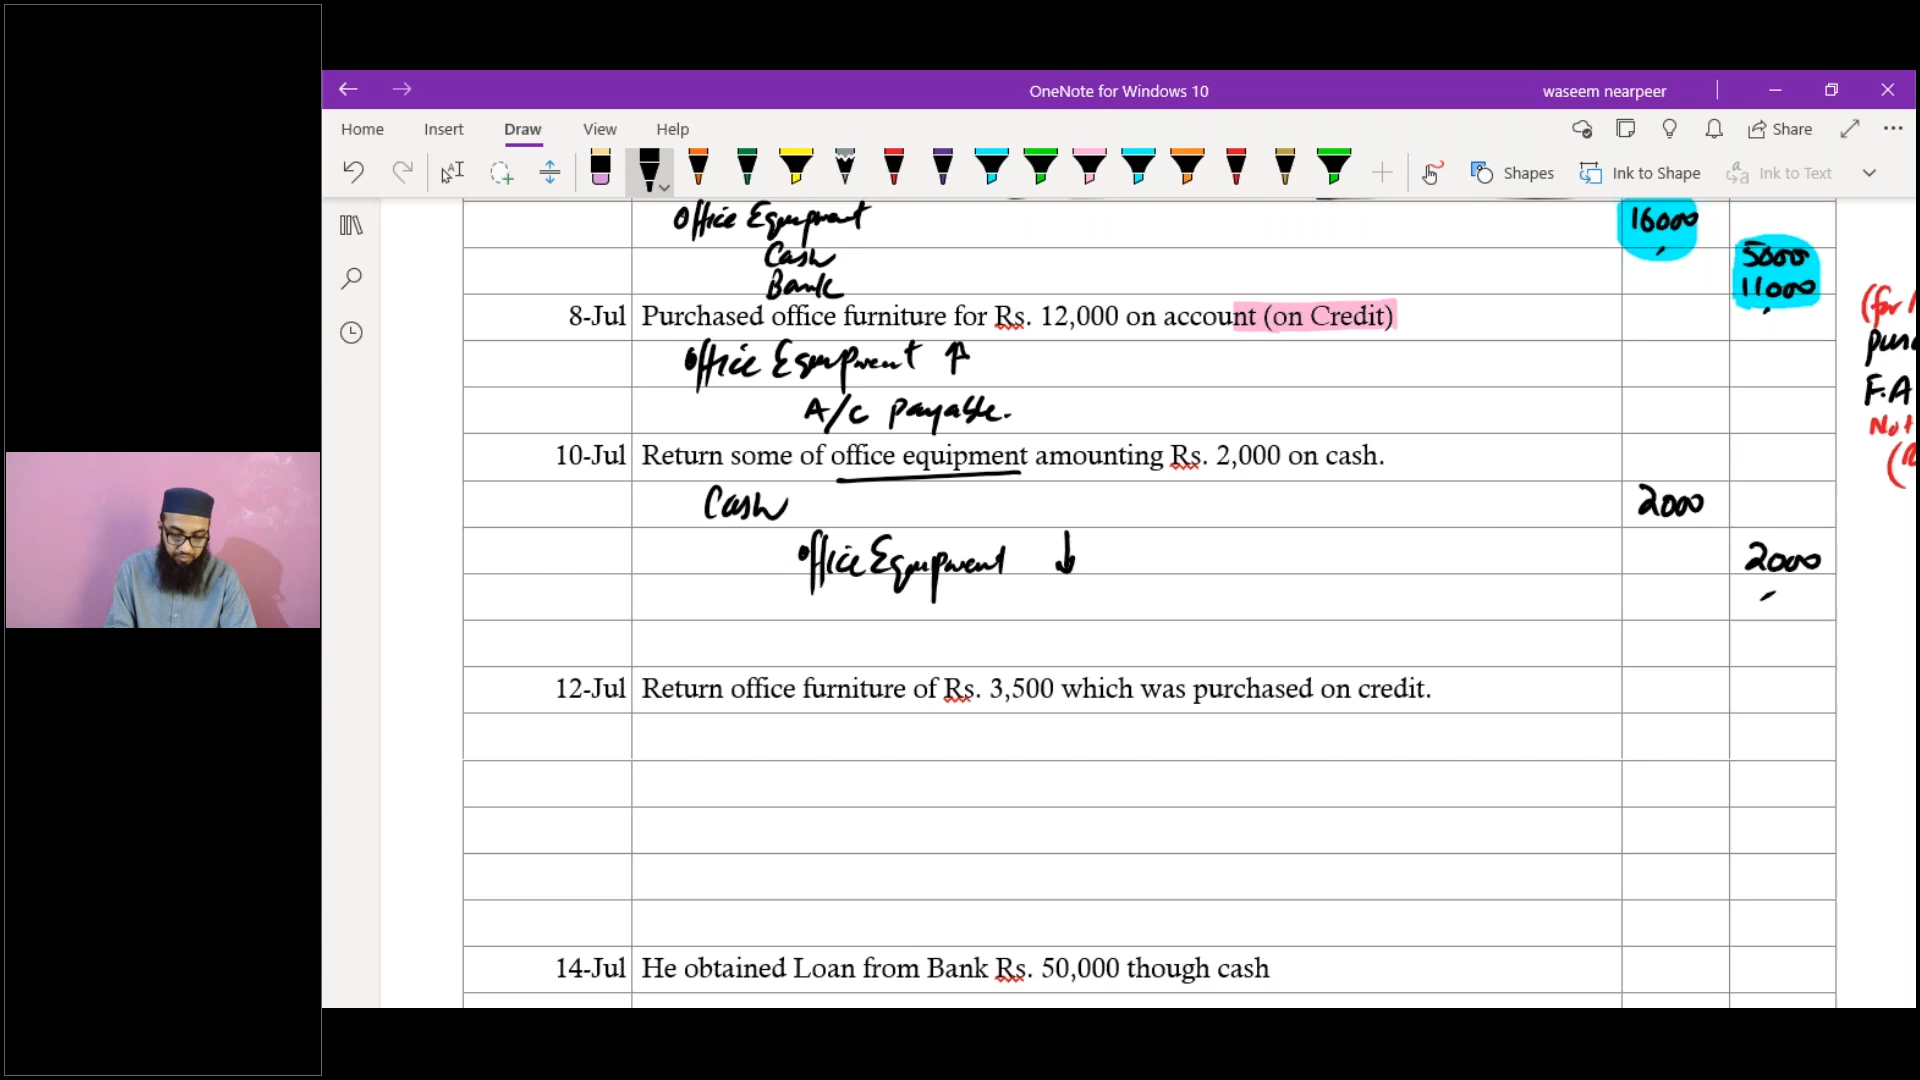 OneNote for Windows 10
waseem nearpeer
Home Insert Draw View Help
Share
Shapes Ink to Shape Ink to Text
Office Equipment 16000
Cash 5000
Bank 11000
8-Jul Purchased office furniture for Rs. 12,000 on account (on Credit)
(for
Office Equipment
A/C payable.
F.A
Not
10-Jul Return some of office equipment amounting Rs. 2,000 on cash.
Cash 2000
Office Equipment 2000
12-Jul Return office furniture of Rs. 3,500 which was purchased on credit.
14-Jul He obtained Loan from Bank Rs. 50,000 though cash